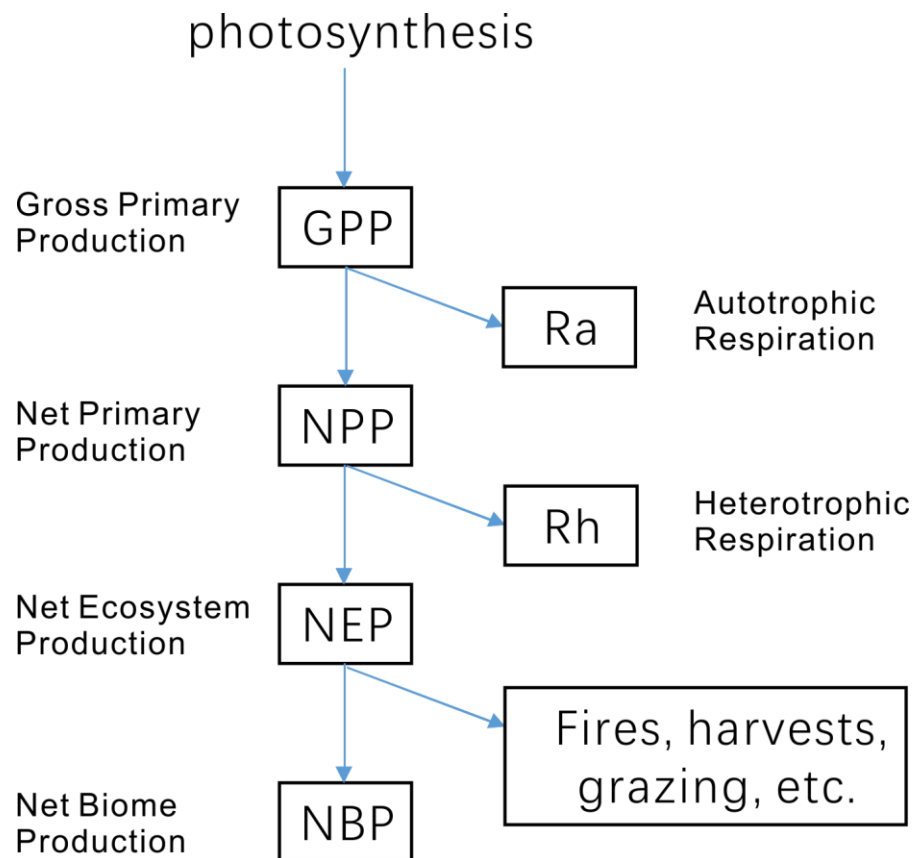 photosynthesis
Gross Primary
Production
GPP
Ra
Autotrophic
Respiration
Net Primary
Production
NPP
Rh
Heterotrophic
Respiration
Net Ecosystem
Production
NEP
Fires, harvests,
grazing, etc.
Net Biome
Production
NBP